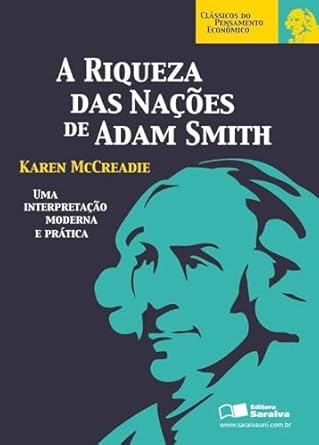 CLÁSSICOS DO
PENSAMENTO
ECONÔMICO
A RIQUEZA
DAS NAÇÕES
DE ADAM SMITH
KAREN MCCREADIE
UMA
INTERPRETAÇÃO
MODERNA
E PRÁTICA
Editora
Saraiva
www.saraivauni.com.br